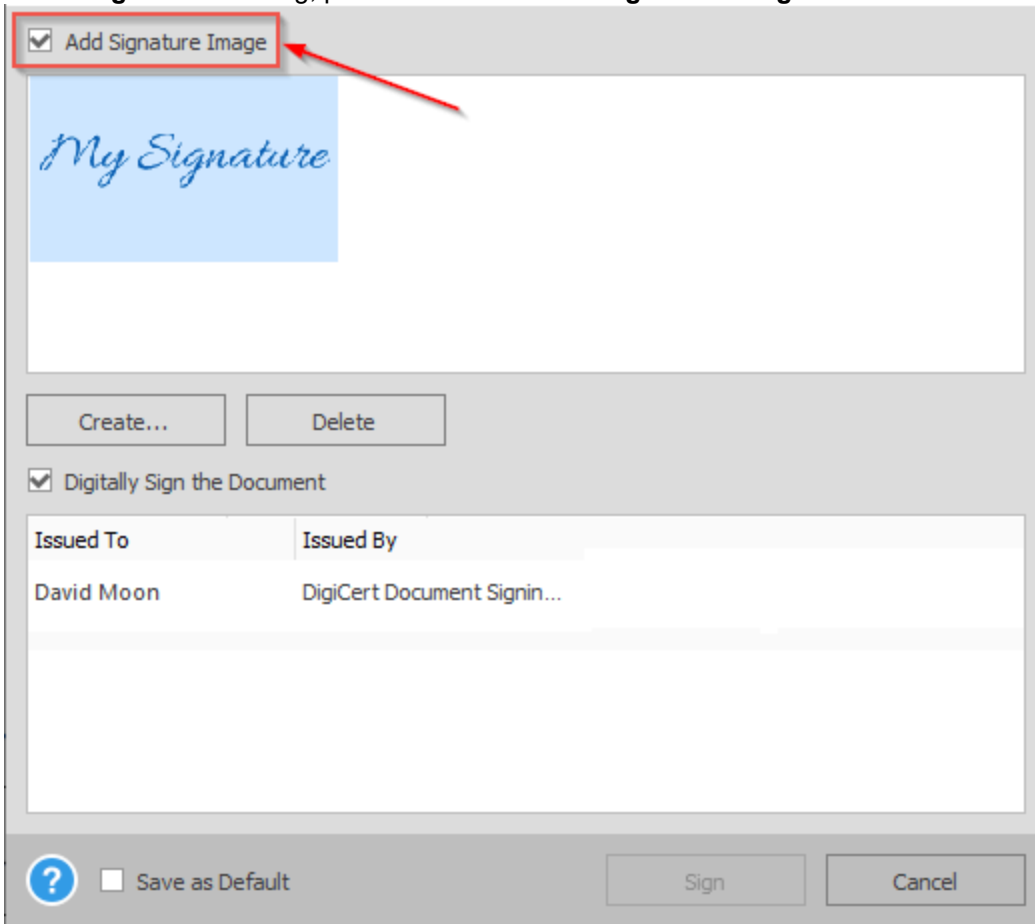 Add Signature Image
My Signature
Create... Delete
Digitally Sign the Document
Issued To Issued By
David Moon DigiCert Document Signin...
? Save as Default Sign Cancel